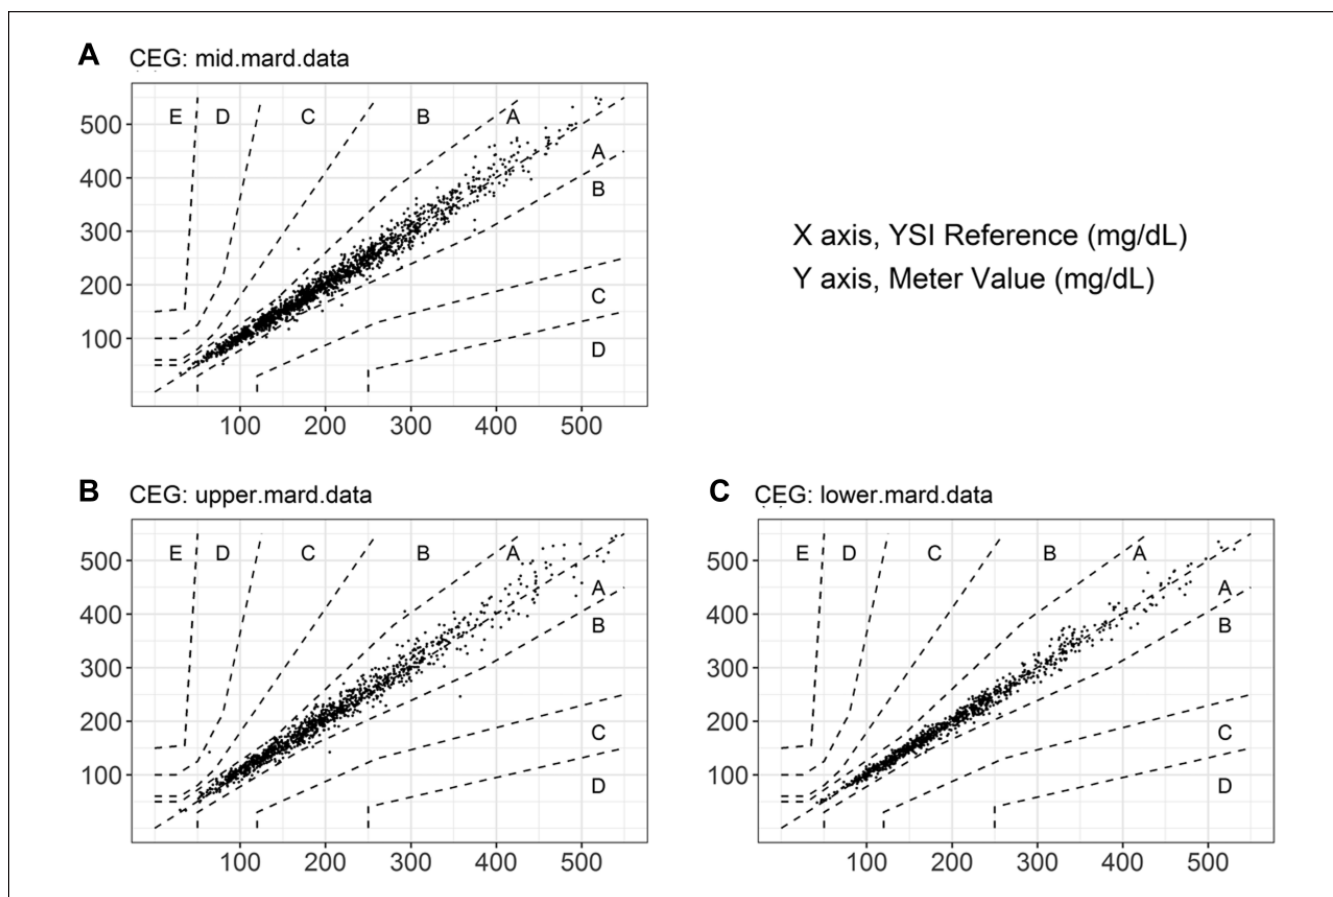 A CEG: mid.mard.data
E D C B A
A
B
C
D
500
400
300
200
100
100 200 300 400 500
X axis, YSI Reference (mg/dL)
Y axis, Meter Value (mg/dL)
B CEG: upper.mard.data
E D C B A
A
B
C
D
500
400
300
200
100
100 200 300 400 500
C CEG: lower.mard.data
E D C B A
A
B
C
D
500
400
300
200
100
100 200 300 400 500